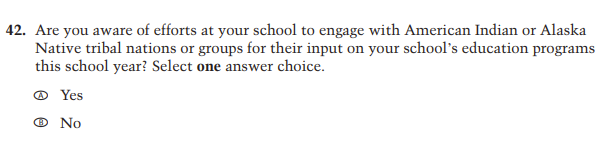 42. Are you aware of efforts at your school to engage with American Indian or Alaska
Native tribal nations or groups for their input on your school's education programs
this school year? Select one answer choice.
A Yes
B No